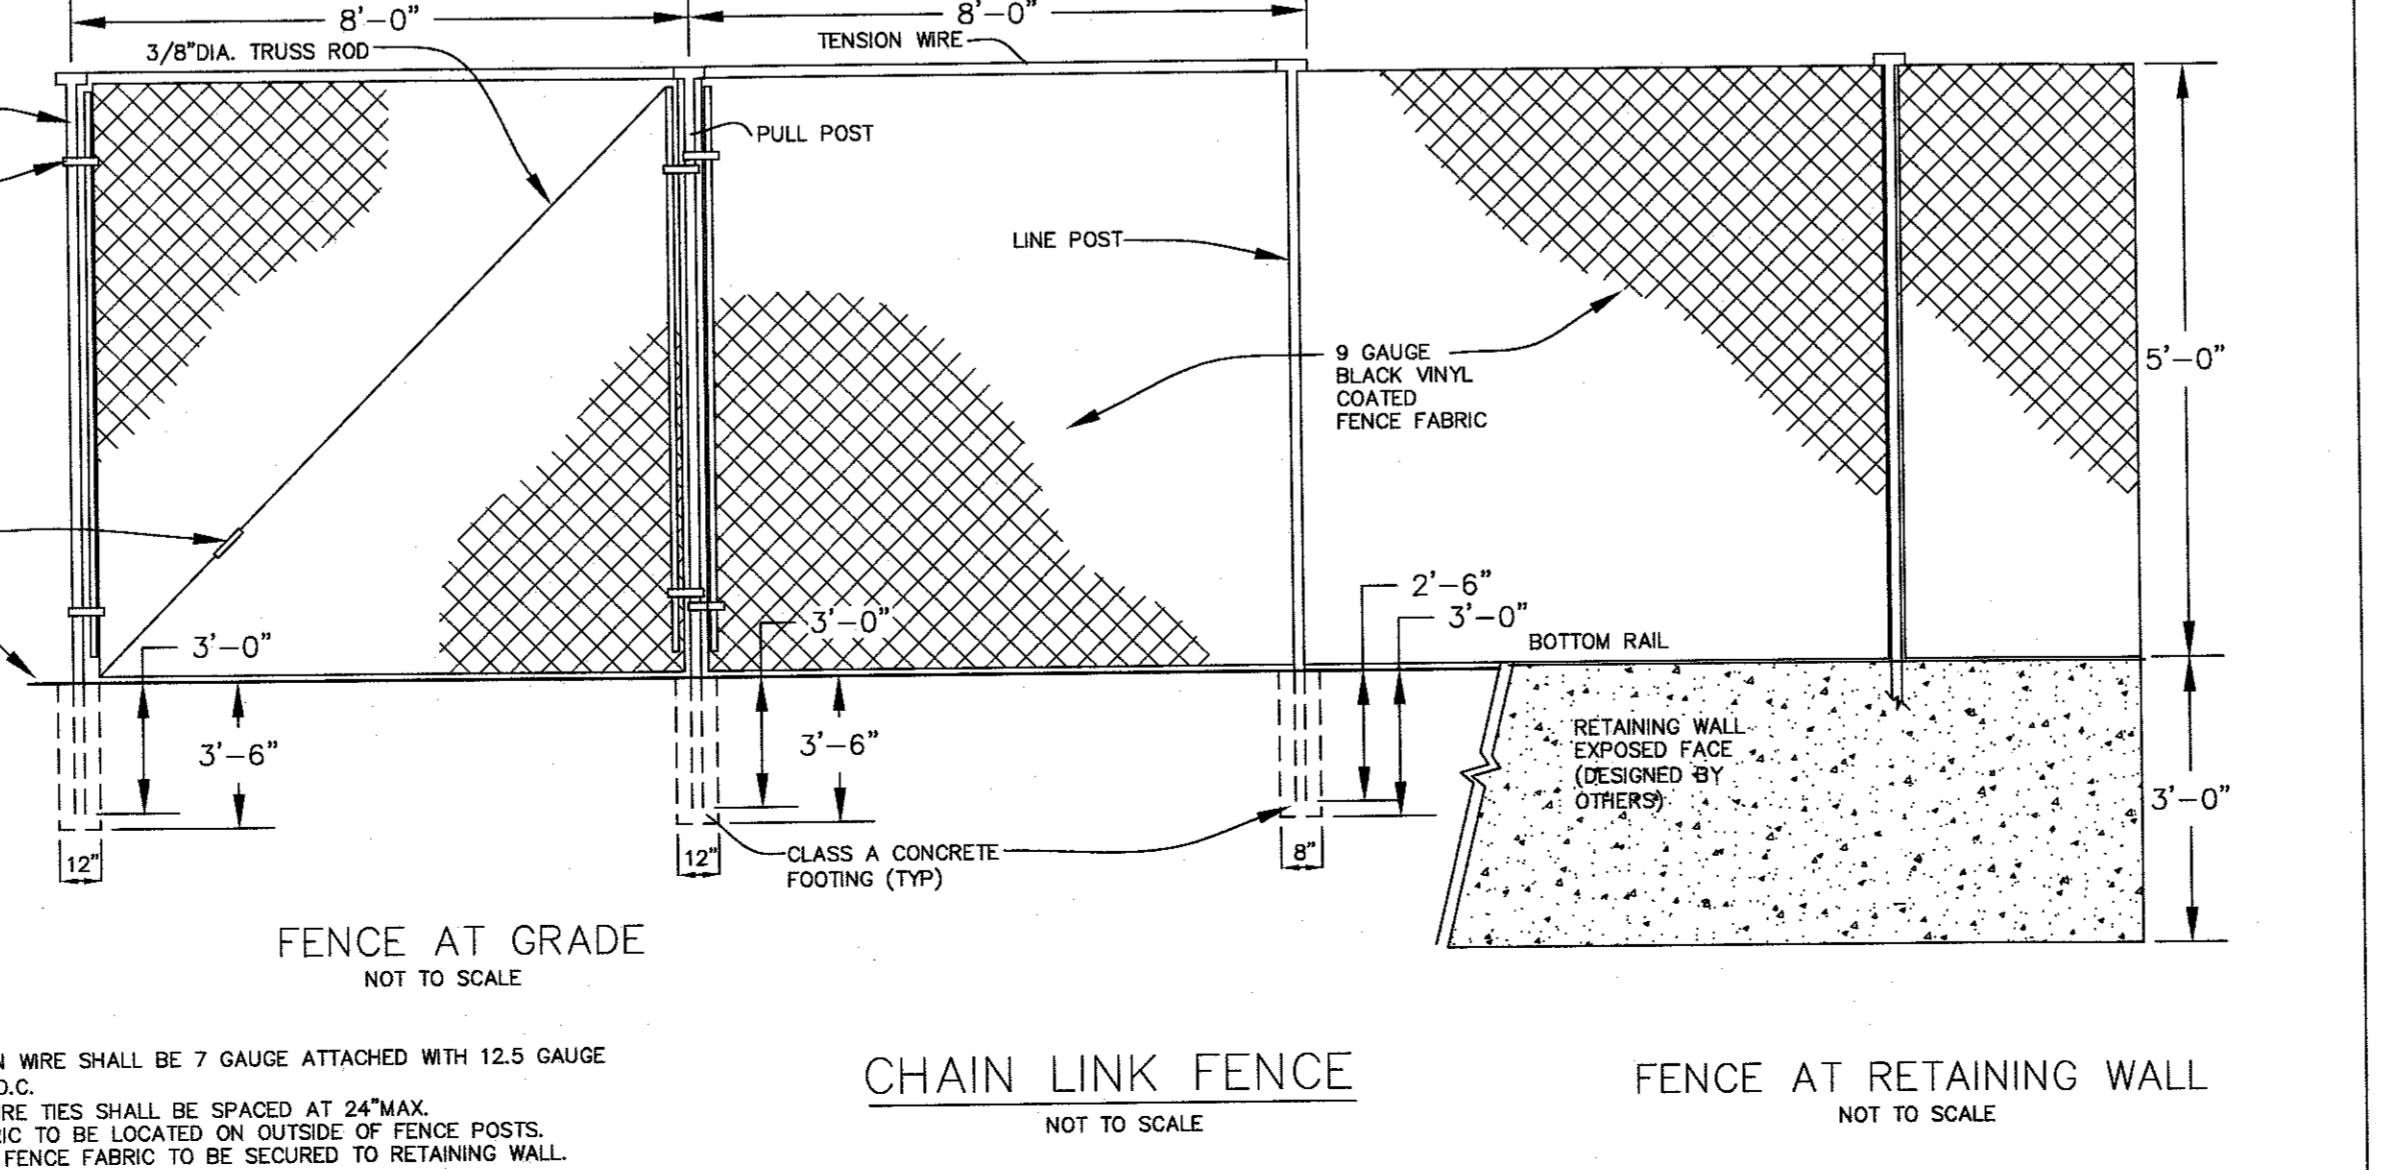 8'-0"
8'-0"
3/8"DIA. TRUSS ROD
TENSION WIRE
PULL POST
LINE POST
9 GAUGE
BLACK VINYL
COATED
FENCE FABRIC
5'-0"
2'-6"
3'-0"
3'-0"
3'-0"
BOTTOM RAIL
3'-6"
3'-6"
RETAINING WALL
EXPOSED FACE
(DESIGNED BY
OTHERS)
3'-0"
12"
12"
8"
CLASS A CONCRETE
FOOTING (TYP)
FENCE AT GRADE
NOT TO SCALE
CHAIN LINK FENCE
NOT TO SCALE
FENCE AT RETAINING WALL
NOT TO SCALE
WIRE SHALL BE 7 GAUGE ATTACHED WITH 12.5 GAUGE
O.C.
TIES SHALL BE SPACED AT 24"MAX.
TO BE LOCATED ON OUTSIDE OF FENCE POSTS.
FENCE FABRIC TO BE SECURED TO RETAINING WALL.